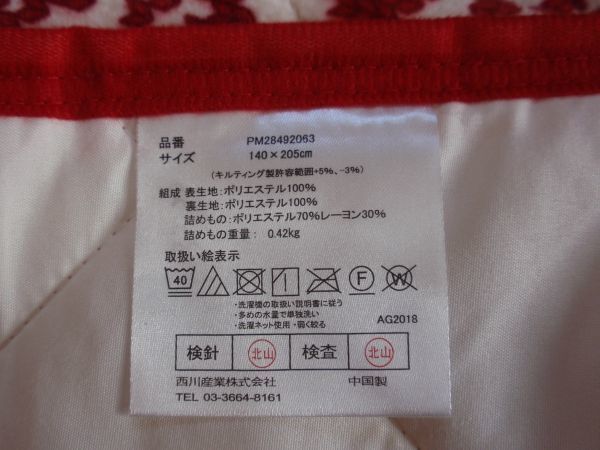 品番 PM28492063
サイズ 140×205cm
(キルティング製許容範囲+5%、-3%)
組成 表生地:ポリエステル100%
裏生地:ポリエステル100%
詰めもの:ポリエステル70%レーヨン30%
詰めもの重量: 0.42kg
取扱い絵表示
40 F W
・洗濯機の取扱い説明書に従う
・多めの水量で単独洗い
・洗濯ネット使用・弱く絞る
AG2018
検針 北山 検査 北山
西川産業株式会社 中国製
TEL 03-3664-8161